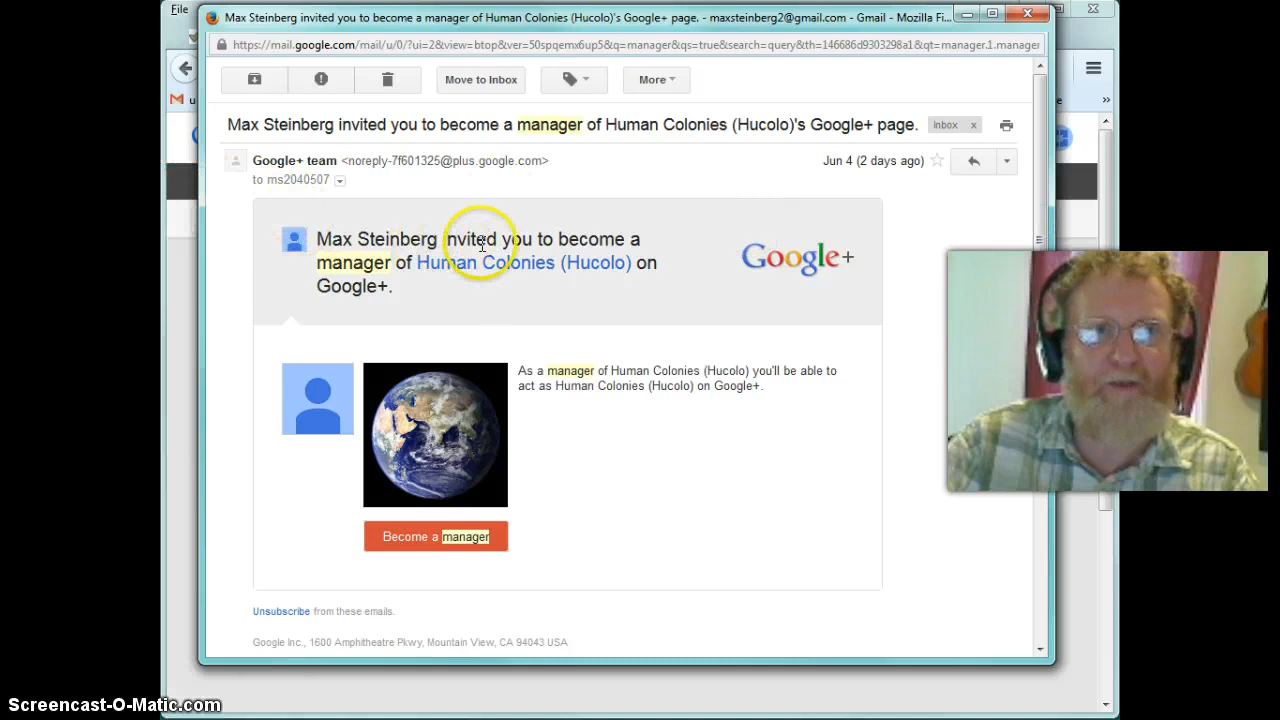 File
Max Steinberg invited you to become a manager of Human Colonies (Hucolo)'s Google+ page. - maxsteinberg2@gmail.com - Gmail - Mozilla Fi...
https://mail.google.com/mail/u/0/?ui=2&view=btop&ver=50spqemx6up5&q=manager&qs=true&search=query&th=146686d9303298a1&qt=manager.1.manager
Move to Inbox
More
Max Steinberg invited you to become a manager of Human Colonies (Hucolo)'s Google+ page.
Inbox x
Google+ team <noreply-7f601325@plus.google.com>
Jun 4 (2 days ago)
to ms2040507
Max Steinberg invited you to become a
manager of Human Colonies (Hucolo) on
Google+.
Google+
As a manager of Human Colonies (Hucolo) you'll be able to
act as Human Colonies (Hucolo) on Google+.
Become a manager
Unsubscribe from these emails.
Google Inc., 1600 Amphitheatre Pkwy, Mountain View, CA 94043 USA
Screencast-O-Matic.com